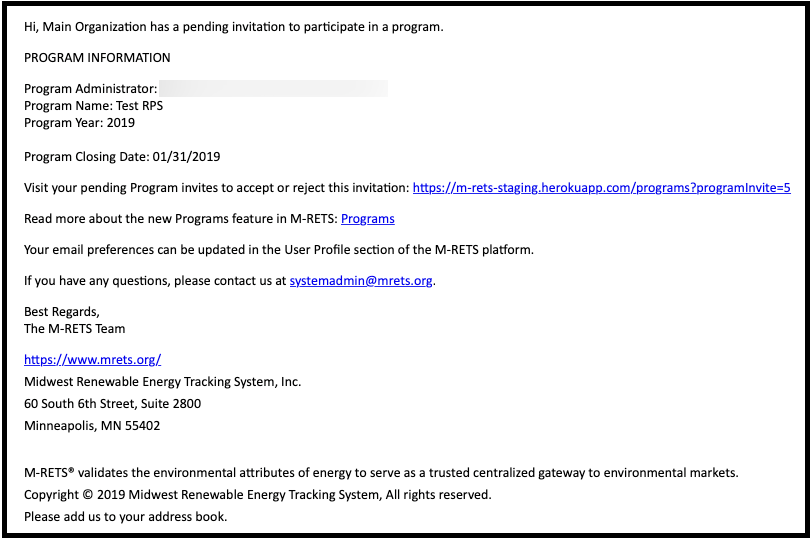 Hi, Main Organization has a pending invitation to participate in a program.
PROGRAM INFORMATION
Program Administrator:
Program Name: Test RPS
Program Year: 2019
Program Closing Date: 01/31/2019
Visit your pending Program invites to accept or reject this invitation: https://m-rets-staging.herokuapp.com/programs?programInvite=5
Read more about the new Programs feature in M-RETS: Programs
Your email preferences can be updated in the User Profile section of the M-RETS platform.
If you have any questions, please contact us at systemadmin@mrets.org.
Best Regards,
The M-RETS Team
https://www.mrets.org/
Midwest Renewable Energy Tracking System, Inc.
60 South 6th Street, Suite 2800
Minneapolis, MN 55402
M-RETS® validates the environmental attributes of energy to serve as a trusted centralized gateway to environmental markets.
Copyright © 2019 Midwest Renewable Energy Tracking System, All rights reserved.
Please add us to your address book.